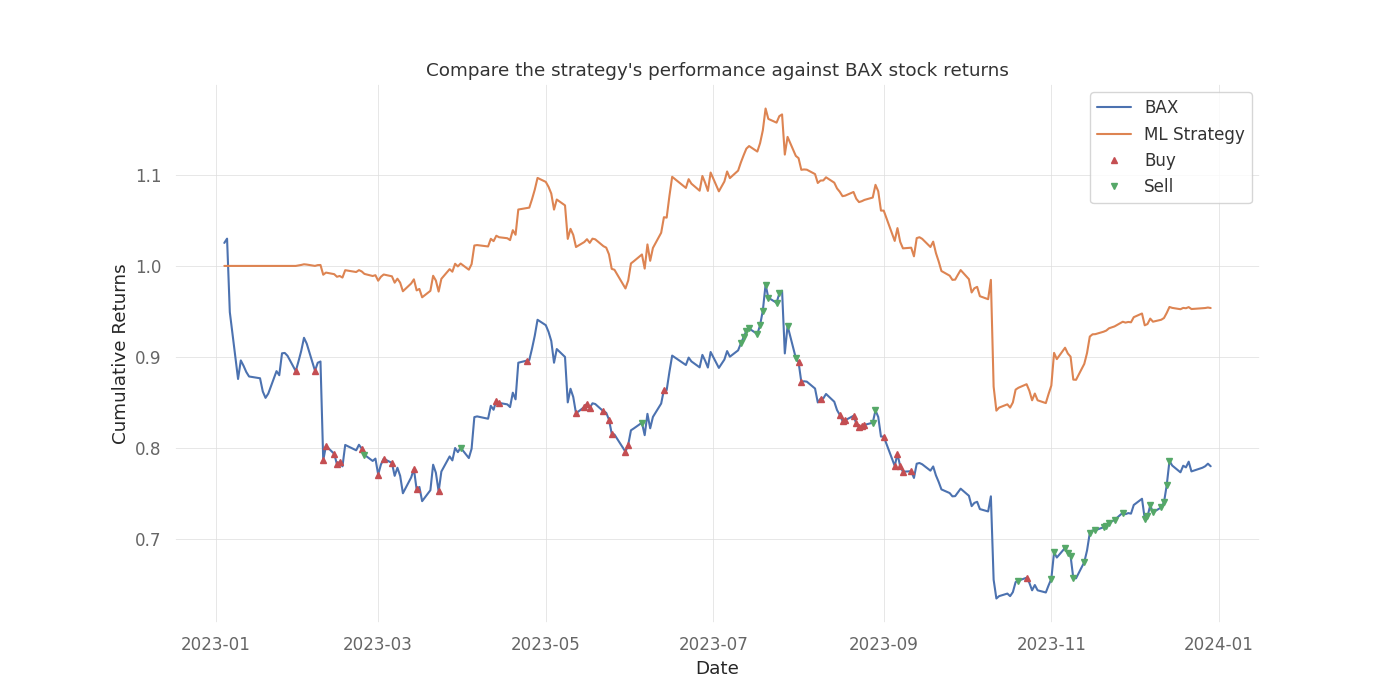 Compare the strategy's performance against BAX stock returns
BAX
ML Strategy
Buy
Sell
Cumulative Returns
1.1
1.0
0.9
0.8
0.7
2023-01
2023-03
2023-05
2023-07
2023-09
2023-11
2024-01
Date